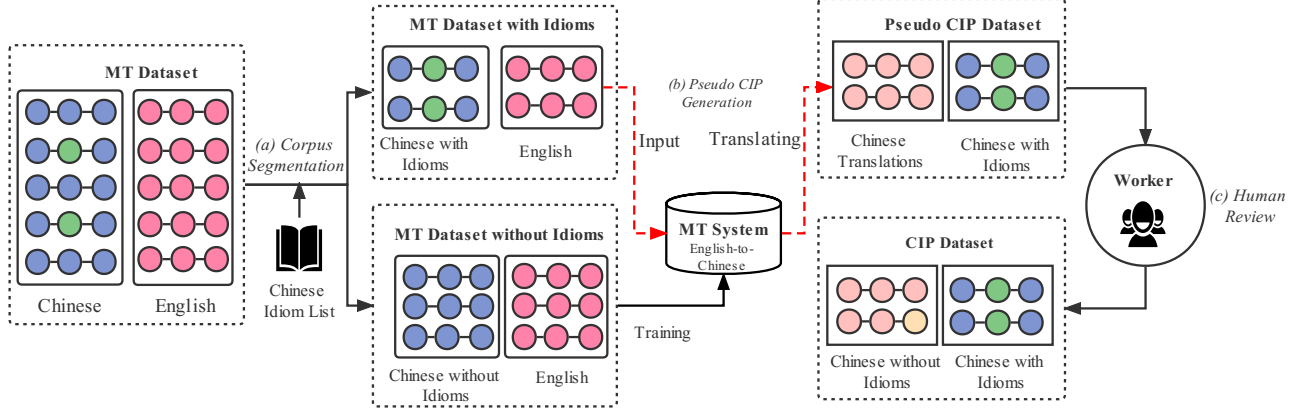 MT Dataset
Chinese
English
(a) Corpus
Segmentation
Chinese
Idiom List
MT Dataset with Idioms
Chinese with
Idioms
English
MT Dataset without Idioms
Chinese without
Idioms
English
(b) Pseudo CIP
Generation
Input
Translating
MT System
English-to-
Chinese
Training
Pseudo CIP Dataset
Chinese
Translations
Chinese with
Idioms
Worker
(c) Human
Review
CIP Dataset
Chinese without
Idioms
Chinese with
Idioms